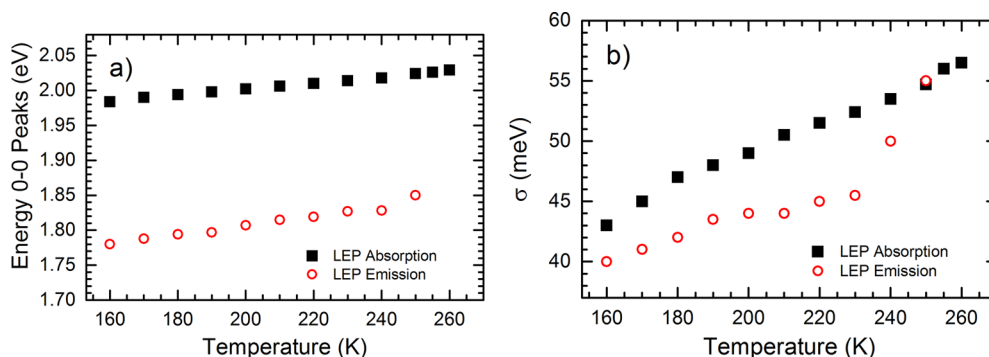 a)
Energy 0-0 Peaks (eV)
2.05
2.00
1.95
1.90
1.85
1.80
1.75
1.70
LEP Absorption
LEP Emission
160 180 200 220 240 260
Temperature (K)
b)
σ (meV)
60
55
50
45
40
LEP Absorption
LEP Emission
160 180 200 220 240 260
Temperature (K)